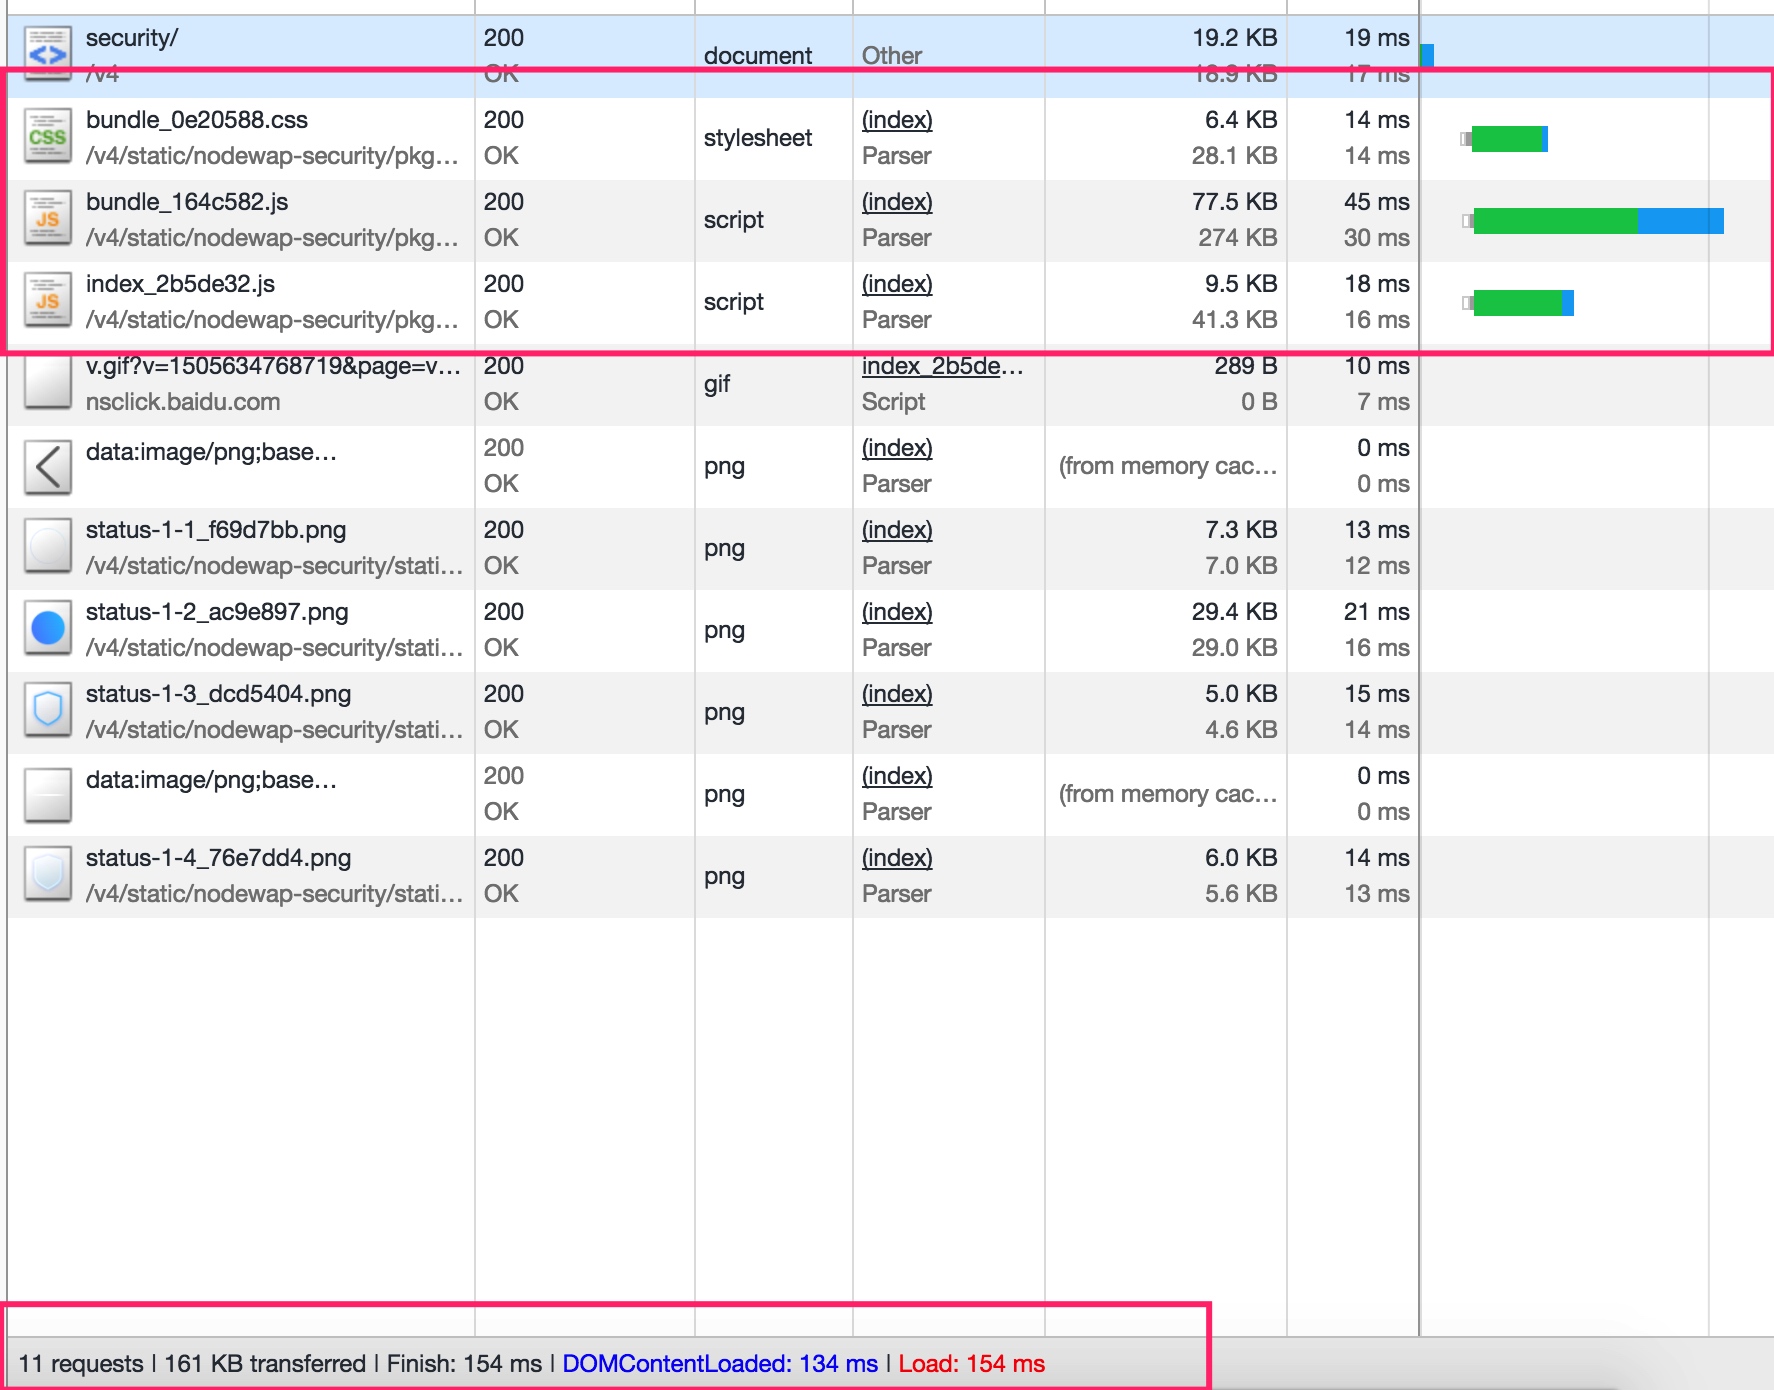 security/ 200 document Other 19.2 KB 19 ms
/v4 OK 18.9 KB 17 ms
bundle_0e20588.css 200 stylesheet (index) 6.4 KB 14 ms
CSS /v4/static/nodewap-security/pkg... OK Parser 28.1 KB 14 ms
bundle_164c582.js 200 script (index) 77.5 KB 45 ms
JS /v4/static/nodewap-security/pkg... OK Parser 274 KB 30 ms
index_2b5de32.js 200 script (index) 9.5 KB 18 ms
JS /v4/static/nodewap-security/pkg... OK Parser 41.3 KB 16 ms
v.gif?v=1505634768719&page=v... 200 gif index_2b5de... 289 B 10 ms
nsclick.baidu.com OK Script 0 B 7 ms
data:image/png;base... 200 png (index) (from memory cac... 0 ms
OK Parser 0 ms
status-1-1_f69d7bb.png 200 png (index) 7.3 KB 13 ms
/v4/static/nodewap-security/stati... OK Parser 7.0 KB 12 ms
status-1-2_ac9e897.png 200 png (index) 29.4 KB 21 ms
/v4/static/nodewap-security/stati... OK Parser 29.0 KB 16 ms
status-1-3_dcd5404.png 200 png (index) 5.0 KB 15 ms
/v4/static/nodewap-security/stati... OK Parser 4.6 KB 14 ms
data:image/png;base... 200 png (index) (from memory cac... 0 ms
OK Parser 0 ms
status-1-4_76e7dd4.png 200 png (index) 6.0 KB 14 ms
/v4/static/nodewap-security/stati... OK Parser 5.6 KB 13 ms
11 requests | 161 KB transferred | Finish: 154 ms | DOMContentLoaded: 134 ms | Load: 154 ms